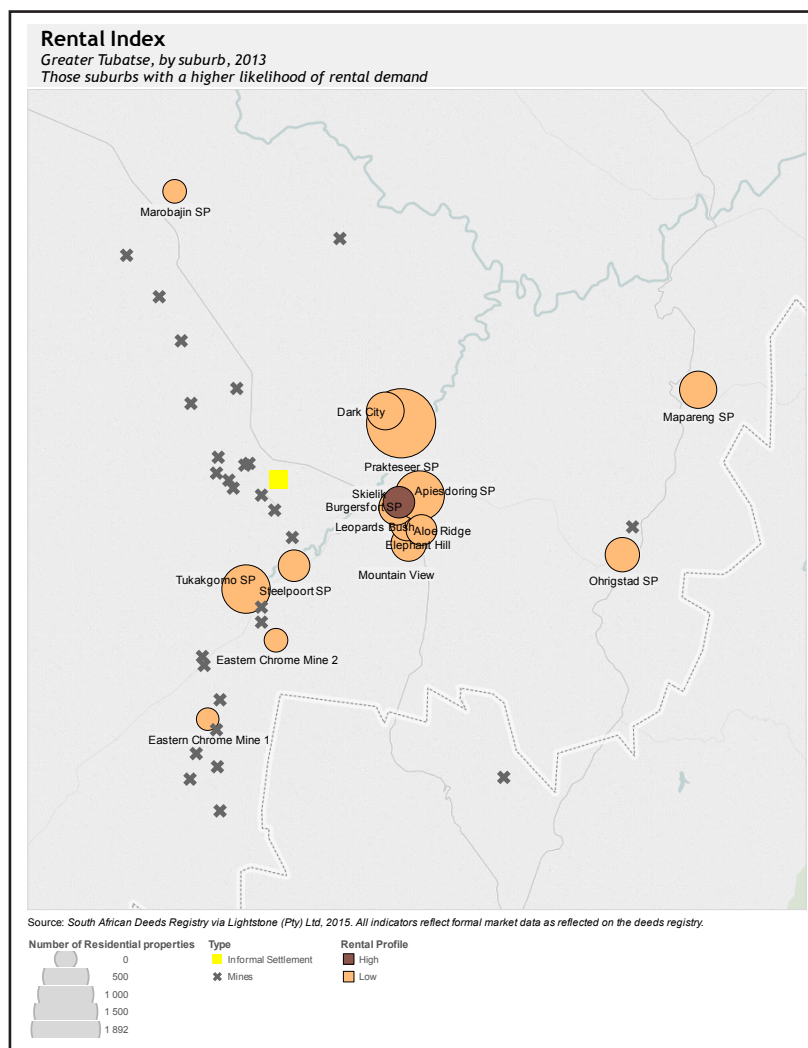 Rental Index
Greater Tubatse, by suburb, 2013
Those suburbs with a higher likelihood of rental demand
Marobajin SP
Dark City
Mapareng SP
Prakteseer SP
Skielik
Apiesdoring SP
Burgersfort SP
Leopards Bush
Aloe Ridge
Elephant Hill
Mountain View
Ohrigstad SP
Tukakgomo SP
Steelpoort SP
Eastern Chrome Mine 2
Eastern Chrome Mine 1
Source: South African Deeds Registry via Lightstone (Pty) Ltd, 2015. All indicators reflect formal market data as reflected on the deeds registry.
Number of Residential properties
0
500
1 000
1 500
1 892
Type
Informal Settlement
Mines
Rental Profile
High
Low